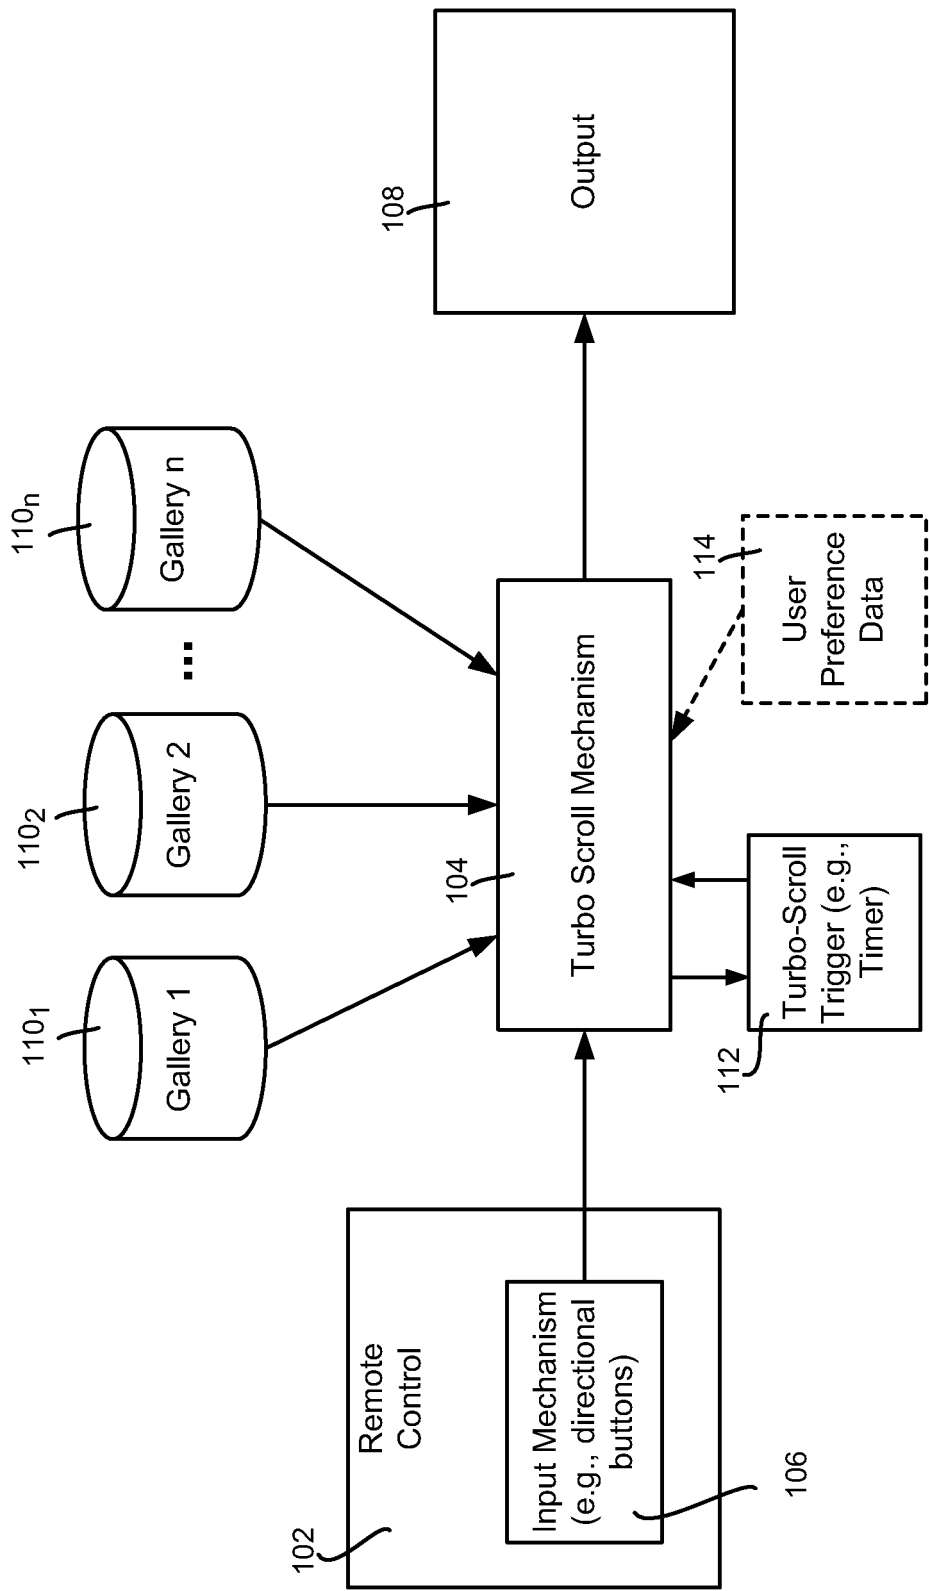 110₁
Gallery 1
110₂
Gallery 2
...
110ₙ
Gallery n
102
Remote
Control
Input Mechanism
(e.g., directional
buttons)
106
104
Turbo Scroll Mechanism
108
Output
112
Turbo-Scroll
Trigger (e.g.,
Timer)
114
User
Preference
Data